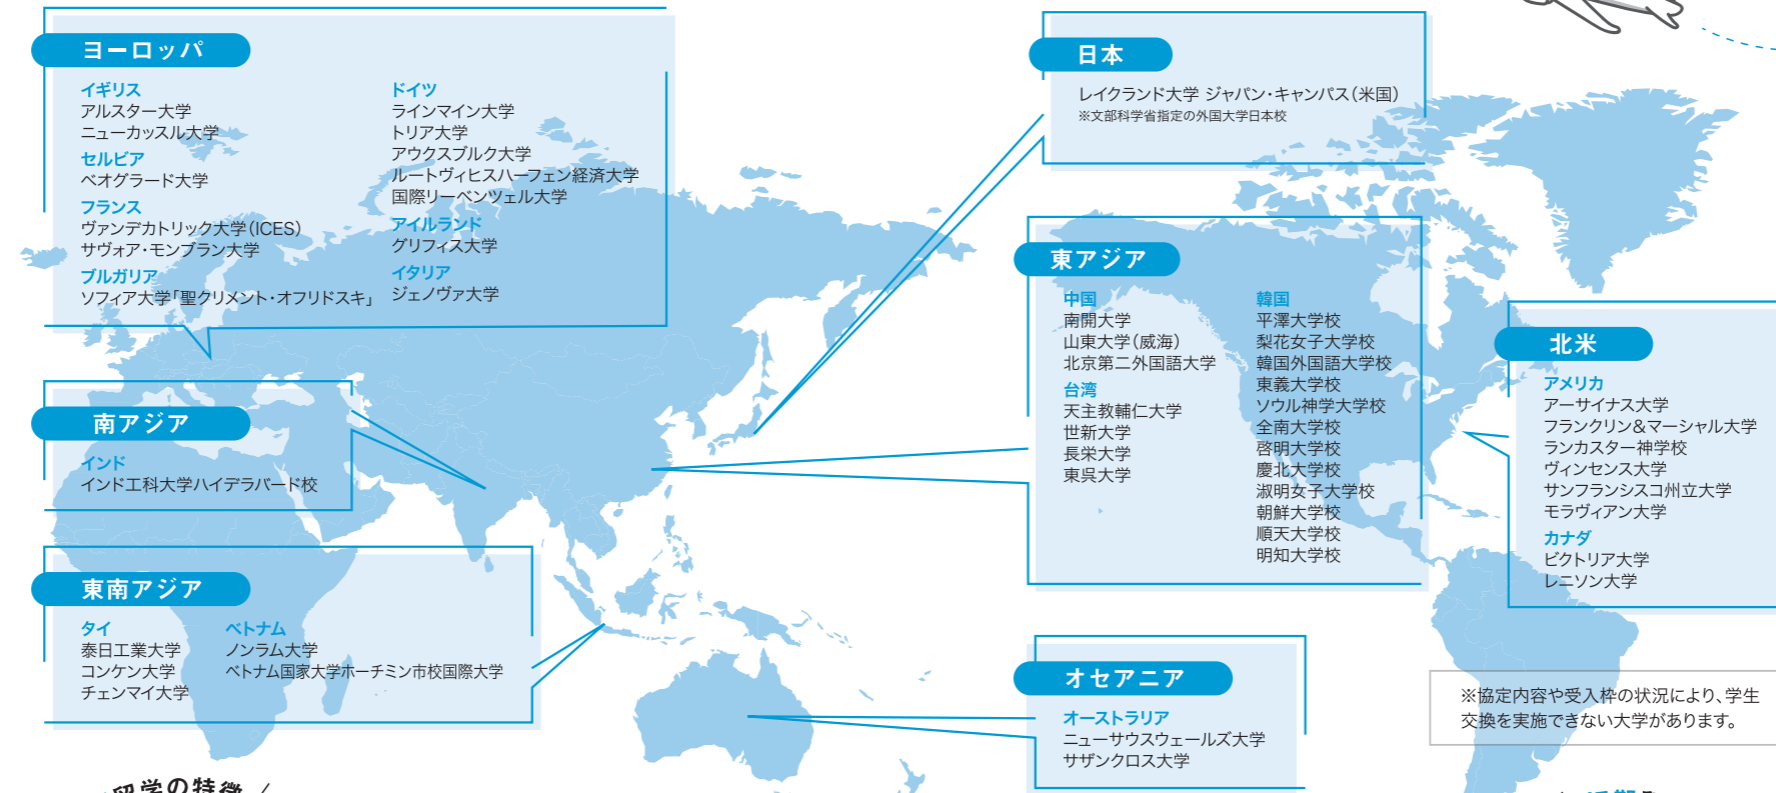 ヨーロッパ
イギリス
アルスター大学
ニューカッスル大学
セルビア
ベオグラード大学
フランス
ヴァンデカトリック大学（ICES）
サヴォア・モンブラン大学
ブルガリア
ソフィア大学「聖クリメント・オフリドスキ」
ドイツ
ラインマイン大学
トリア大学
アウクスブルク大学
ルートヴィヒスハーフェン経済大学
国際リーベンツェル大学
アイルランド
グリフィス大学
イタリア
ジェノヴァ大学
南アジア
インド
インド工科大学ハイデラバード校
東南アジア
タイ
泰日工業大学
コンケン大学
チェンマイ大学
ベトナム
ノンラム大学
ベトナム国家大学ホーチミン市校国際大学
日本
レイクランド大学 ジャパン・キャンパス（米国）
※文部科学省指定の外国大学日本校
東アジア
中国
南開大学
山東大学（威海）
北京第二外国語大学
台湾
天主教輔仁大学
世新大学
長栄大学
東呉大学
韓国
平澤大学校
梨花女子大学校
韓国外国語大学校
東義大学校
ソウル神学大学校
全南大学校
啓明大学校
慶北大学校
淑明女子大学校
朝鮮大学校
順天大学校
明知大学校
北米
アメリカ
アーサイナス大学
フランクリン＆マーシャル大学
ランカスター神学校
ヴィンセンス大学
サンフランシスコ州立大学
モラヴィアン大学
カナダ
ビクトリア大学
レニソン大学
オセアニア
オーストラリア
ニューサウスウェールズ大学
サザンクロス大学
※協定内容や受入枠の状況により、学生
交換を実施できない大学があります。
留学の特徴